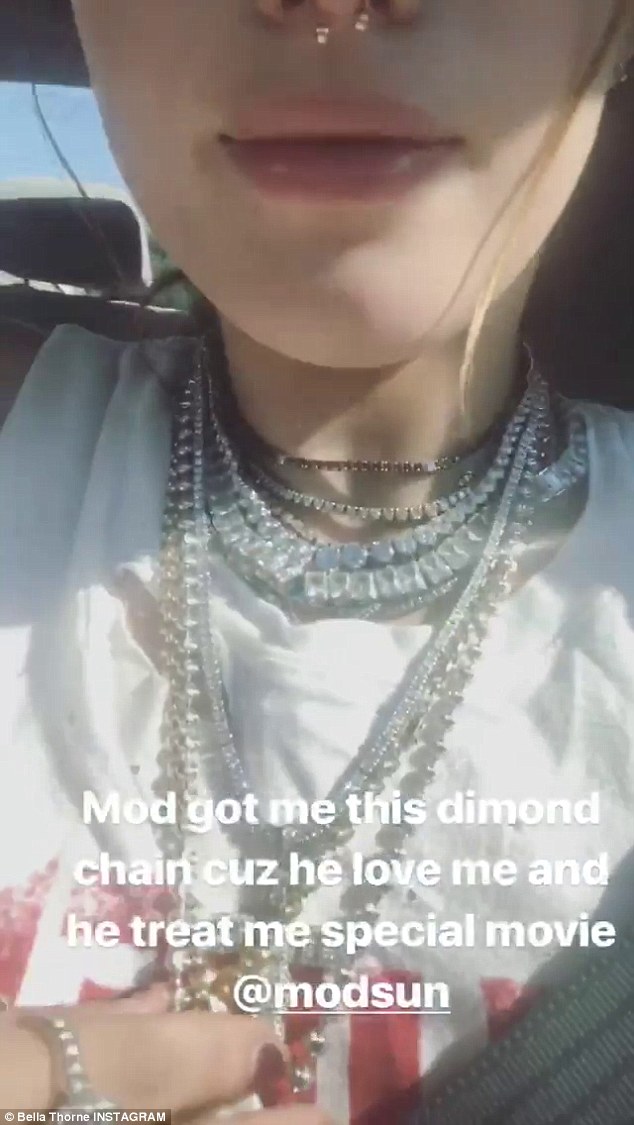 Mod got me this dimond
chain cuz he love me and
he treat me special movie
@modsun
© Bella Thorne INSTAGRAM